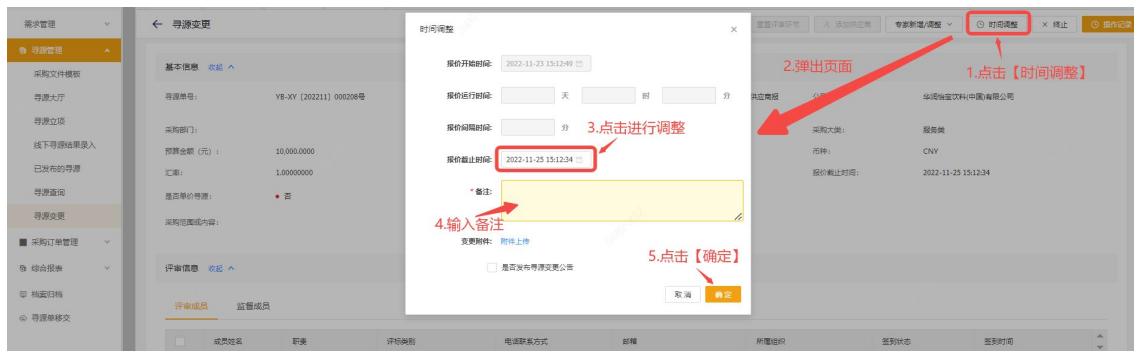 需求管理
寻源管理
采购文件模板
寻源大厅
寻源立项
线下寻源结果录入
已发布的寻源
寻源查询
寻源变更
采购订单管理
综合报表
档案归档
寻源单移交
← 寻源变更
重置评审环节
添加供应商
专家新增/调整
时间调整
× 终止
操作记录
基本信息 收起
寻源单号: YB-XY [202211] 000208号
供应商报
华润怡宝饮料(中国)有限公司
采购部门:
采购大类: 服务类
预算金额（元）: 10,000.0000
币种: CNY
汇率: 1.00000000
报价截止时间: 2022-11-25 15:12:34
是否单价寻源: 否
采购范围或内容:
评审信息 收起
评审成员 监督成员
成员姓名 职责 评标类别 电话联系方式 邮箱 所属组织 签到状态 签到时间
时间调整 ×
报价开始时间: 2022-11-23 15:12:49
报价运行时间: 天 时 分
报价间隔时间: 分
报价截止时间: 2022-11-25 15:12:34
* 备注:
变更附件: 附件上传
是否发布寻源变更公告
取消 确定
1.点击【时间调整】
2.弹出页面
3.点击进行调整
4.输入备注
5.点击【确定】